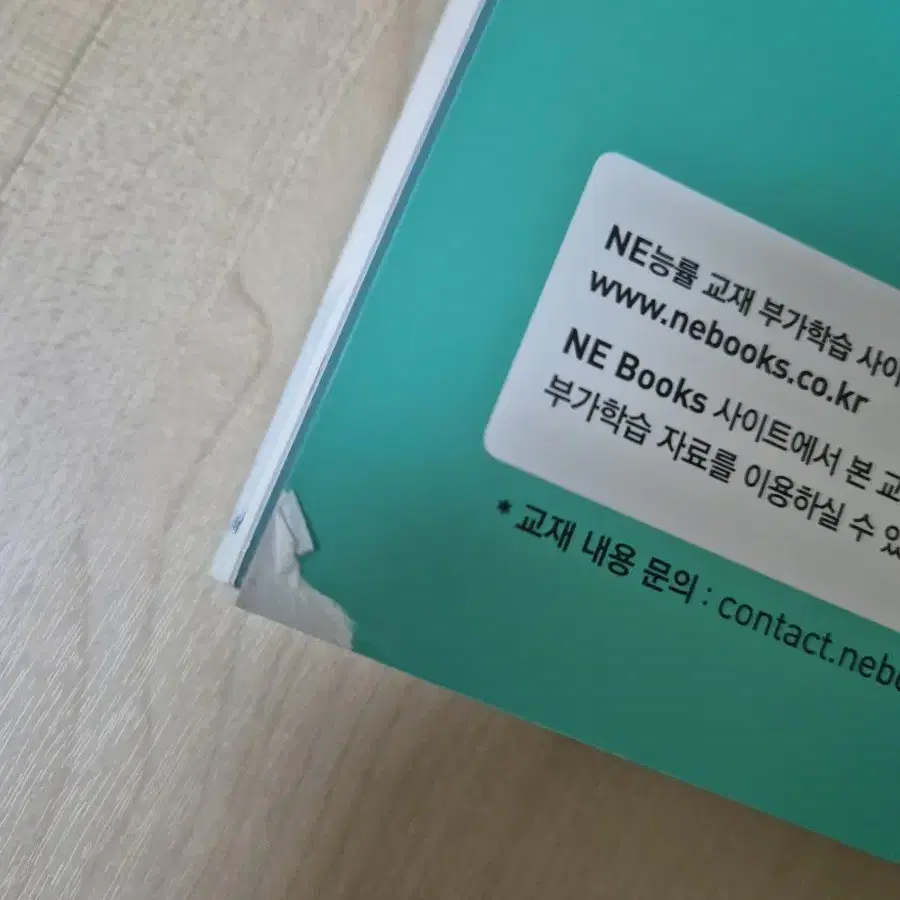 NE능률 교재 부가학습
www.nebooks.co.kr
NE Books 사이트에서 본
부가학습 자료를 이용하실 수
* 교재 내용 문의 :